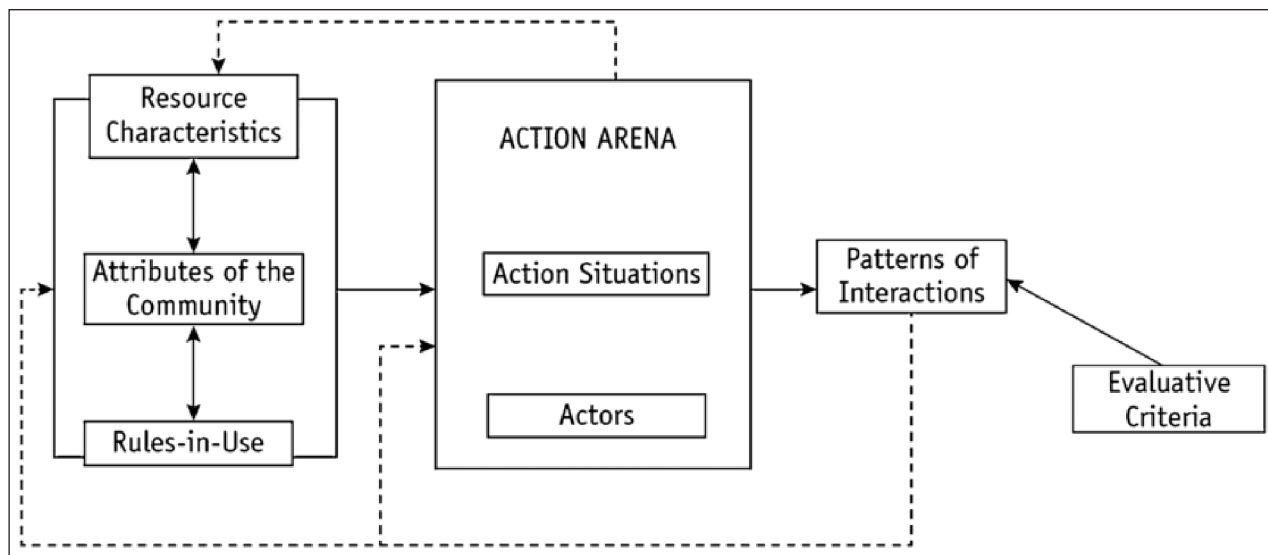 Resource
Characteristics
Attributes of the
Community
Rules-in-Use
ACTION ARENA
Action Situations
Actors
Patterns of
Interactions
Evaluative
Criteria